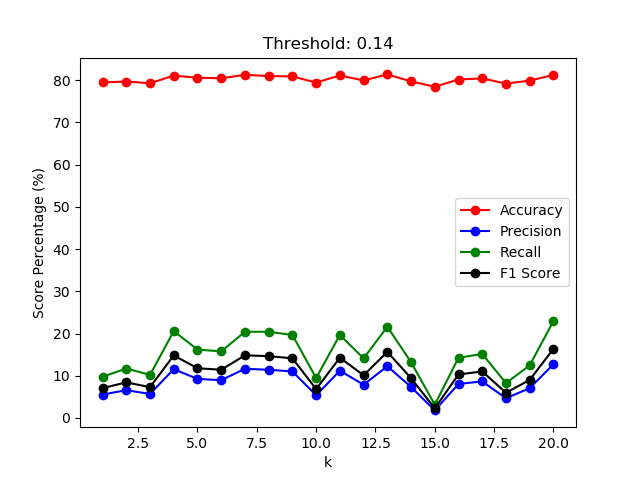 Threshold: 0.14
Score Percentage (%)
80
70
60
50
40
30
20
10
0
Accuracy
Precision
Recall
F1 Score
2.5 5.0 7.5 10.0 12.5 15.0 17.5 20.0
k